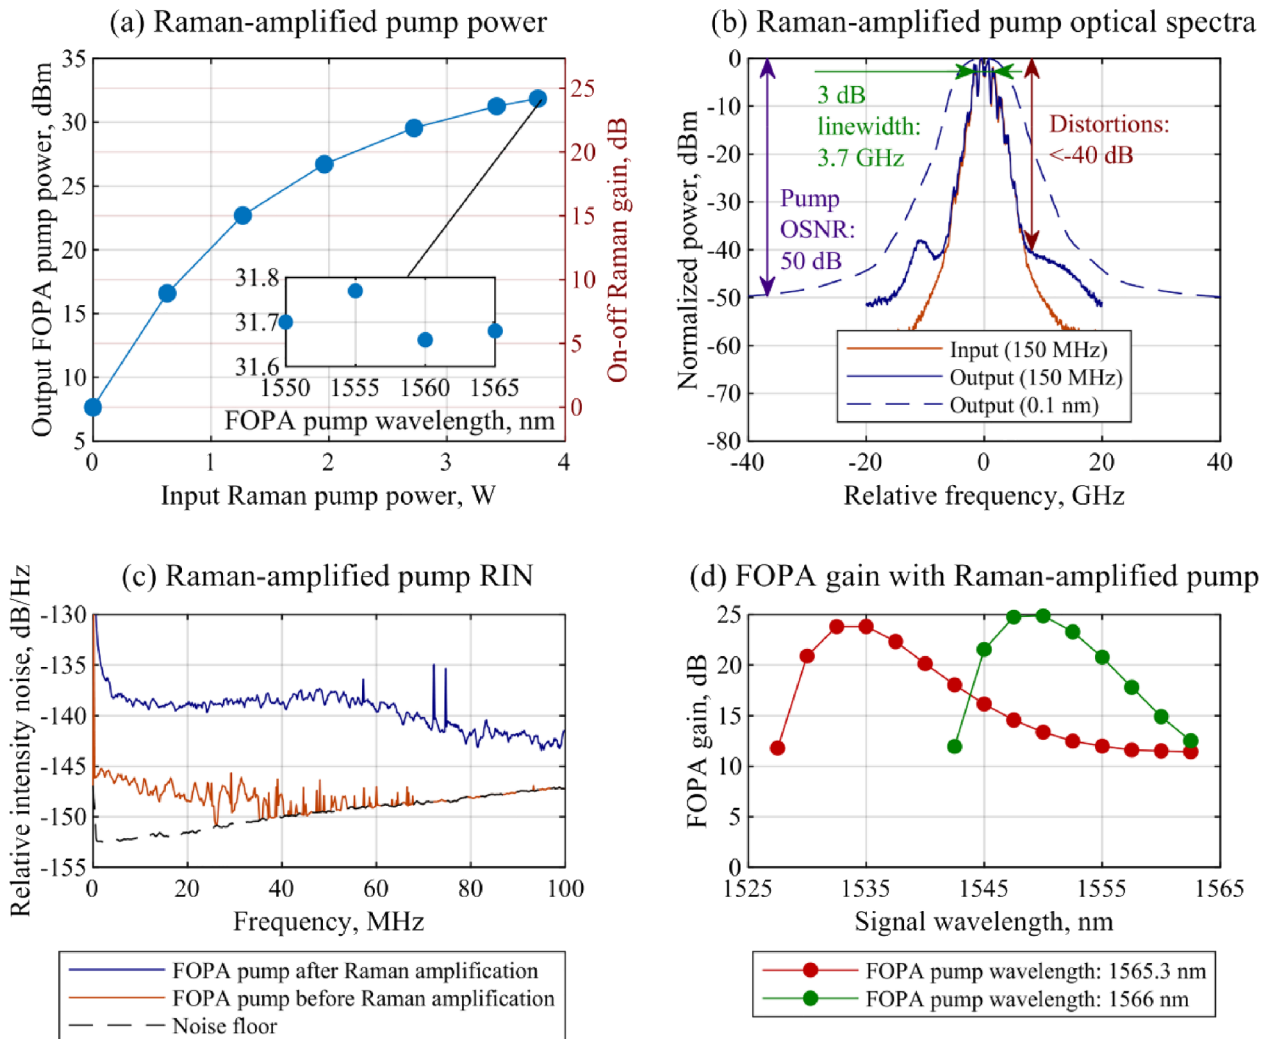 (a) Raman-amplified pump power
Output FOPA pump power, dBm
35
30
25
20
15
10
5
0
1
2
3
4
Input Raman pump power, W
25
20
15
10
5
0
On-off Raman gain, dB
31.8
31.7
31.6
1550
1555
1560
1565
FOPA pump wavelength, nm
(b) Raman-amplified pump optical spectra
Normalized power, dBm
0
-10
-20
-30
-40
-50
-60
-70
-80
-40
-20
0
20
40
Relative frequency, GHz
3 dB
linewidth:
3.7 GHz
Distortions:
<-40 dB
Pump
OSNR:
50 dB
Input (150 MHz)
Output (150 MHz)
Output (0.1 nm)
(c) Raman-amplified pump RIN
Relative intensity noise, dB/Hz
-130
-135
-140
-145
-150
-155
0
20
40
60
80
100
Frequency, MHz
FOPA pump after Raman amplification
FOPA pump before Raman amplification
Noise floor
(d) FOPA gain with Raman-amplified pump
FOPA gain, dB
25
20
15
10
5
0
1525
1535
1545
1555
1565
Signal wavelength, nm
FOPA pump wavelength: 1565.3 nm
FOPA pump wavelength: 1566 nm